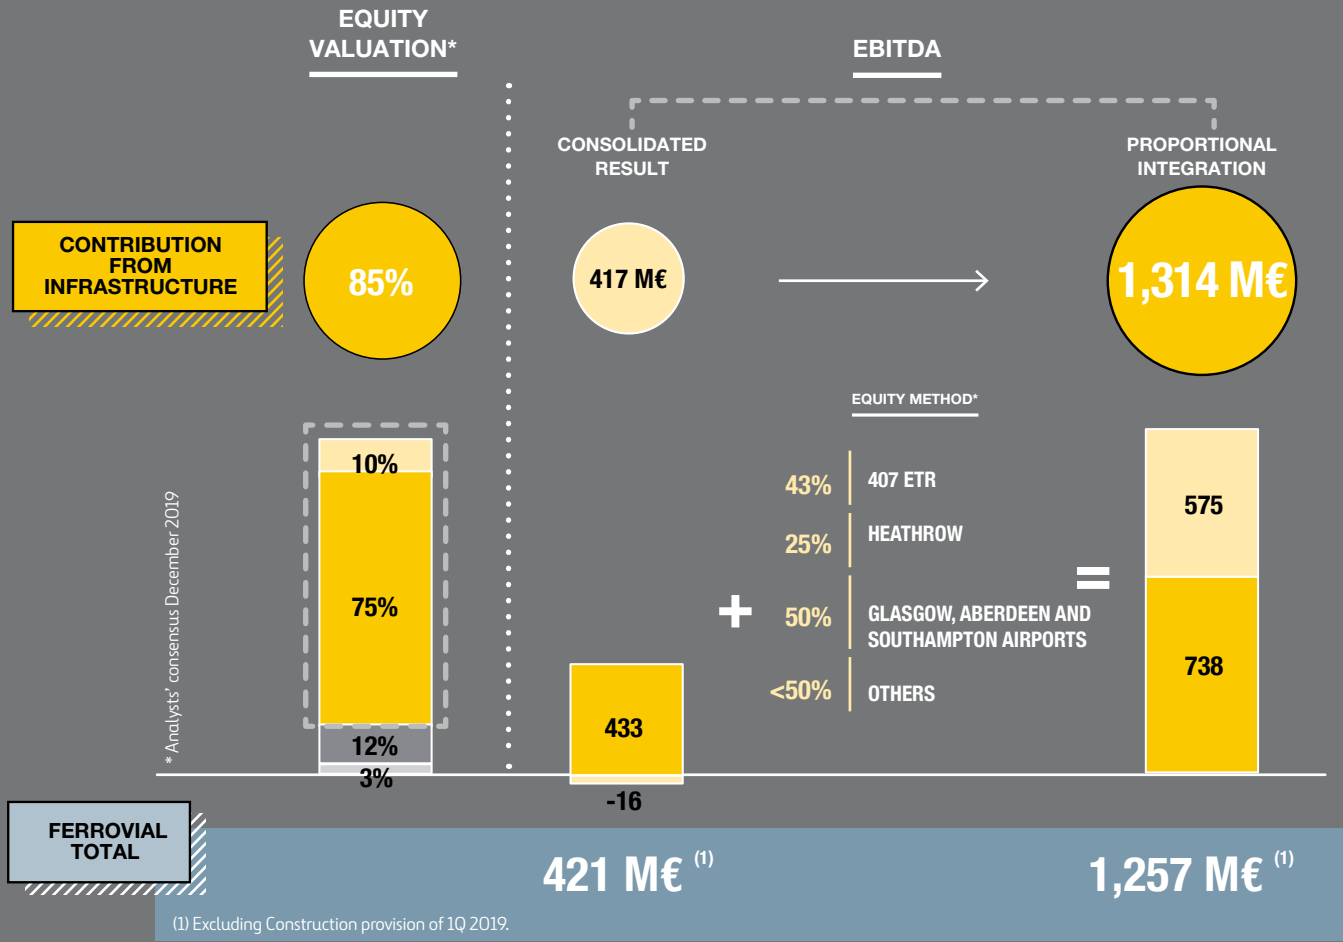 EQUITY
VALUATION*
EBITDA
CONSOLIDATED
RESULT
PROPORTIONAL
INTEGRATION
CONTRIBUTION
FROM
INFRASTRUCTURE
85%
417 M€
1,314 M€
EQUITY METHOD*
10%
75%
12%
3%
* Analysts' consensus December 2019
433
-16
+
43% 407 ETR
25% HEATHROW
50% GLASGOW, ABERDEEN AND
SOUTHAMPTON AIRPORTS
<50% OTHERS
=
575
738
FERROVIAL
TOTAL
421 M€ (1)
1,257 M€ (1)
(1) Excluding Construction provision of 1Q 2019.